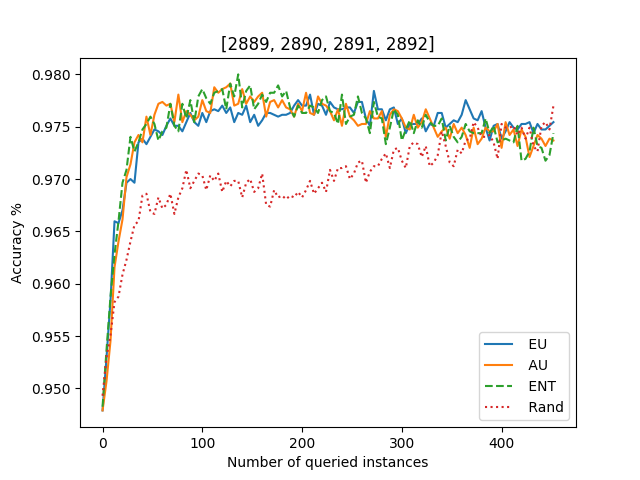 [2889, 2890, 2891, 2892]
0.980
0.975
0.970
0.965
0.960
0.955
0.950
Accuracy %
0
100
200
300
400
Number of queried instances
EU
AU
ENT
Rand